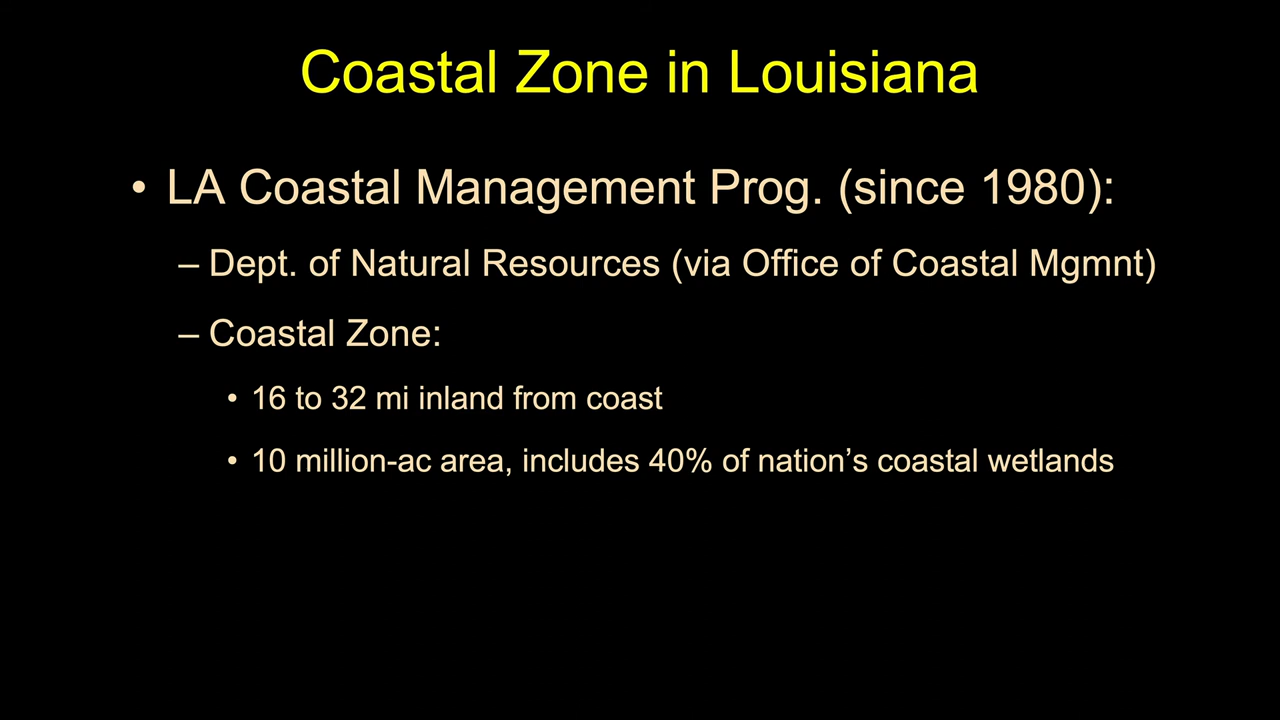 Coastal Zone in Louisiana
• LA Coastal Management Prog. (since 1980):
– Dept. of Natural Resources (via Office of Coastal Mgmnt)
– Coastal Zone:
• 16 to 32 mi inland from coast
• 10 million-ac area, includes 40% of nation’s coastal wetlands